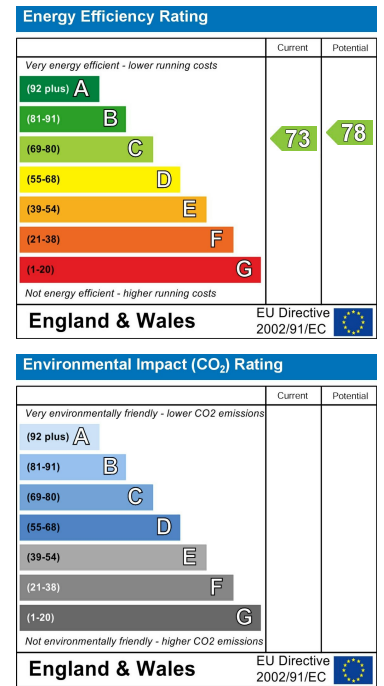 Energy Efficiency Rating
Current Potential
Very energy efficient - lower running costs
(92 plus) A
(81-91) B
(69-80) C
73 78
(55-68) D
(39-54) E
(21-38) F
(1-20) G
Not energy efficient - higher running costs
England & Wales
EU Directive
2002/91/EC
Environmental Impact (CO₂) Rating
Current Potential
Very environmentally friendly - lower CO2 emissions
(92 plus) A
(81-91) B
(69-80) C
(55-68) D
(39-54) E
(21-38) F
(1-20) G
Not environmentally friendly - higher CO2 emissions
England & Wales
EU Directive
2002/91/EC